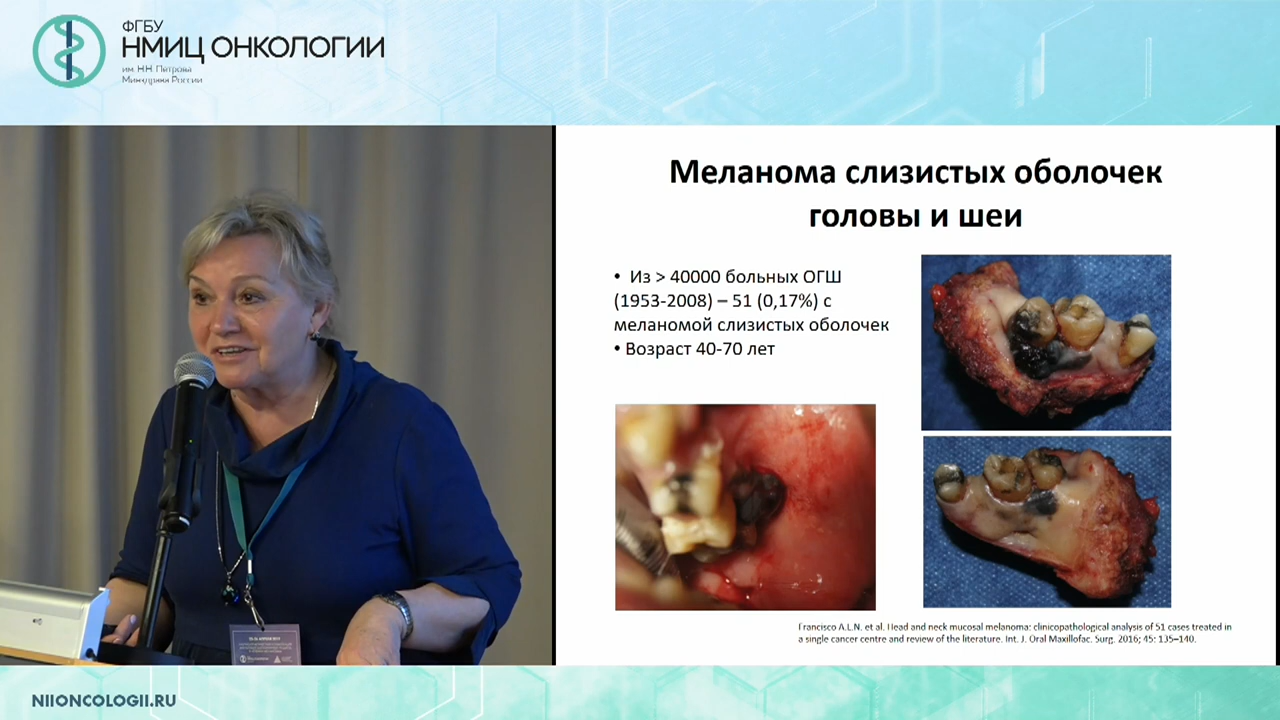 ФГБУ
НМИЦ ОНКОЛОГИИ
им. Н.Н. Петрова
Минздрава России
Меланома слизистых оболочек
головы и шеи
• Из > 40000 больных ОГШ
(1953-2008) – 51 (0,17%) с
меланомой слизистых оболочек
• Возраст 40-70 лет
Francisco A.L.N. et al. Head and neck mucosal melanoma: clinicopathological analysis of 51 cases treated in
a single cancer centre and review of the literature. Int. J. Oral Maxillofac. Surg. 2016; 45: 135–140.
NIIONCOLOGII.RU